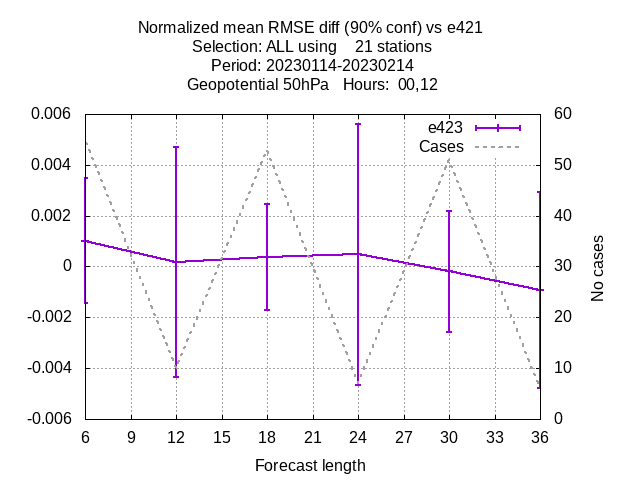 Normalized mean RMSE diff (90% conf) vs e421
Selection: ALL using    21 stations
Period: 20230114-20230214
Geopotential 50hPa   Hours:  00,12
0.006
0.004
0.002
0
-0.002
-0.004
-0.006
60
50
40
30
20
10
0
e423
Cases
No cases
6 9 12 15 18 21 24 27 30 33 36
Forecast length